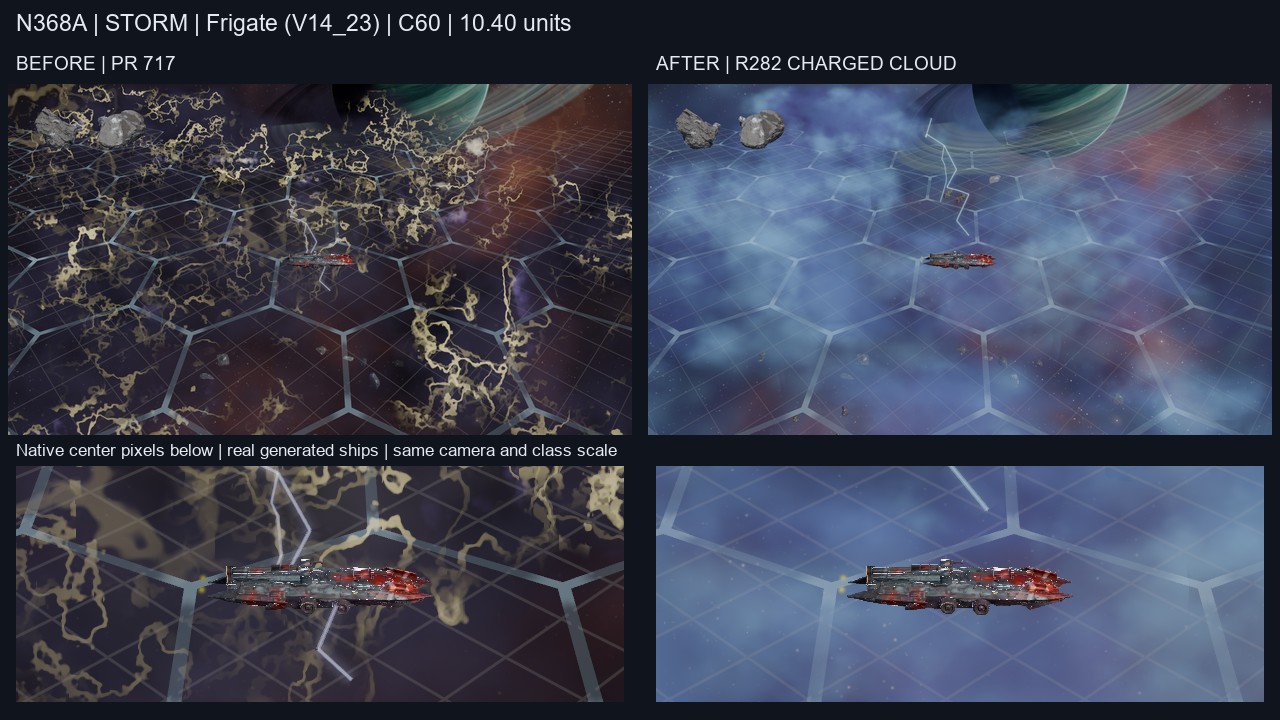 N368A | STORM | Frigate (V14_23) | C60 | 10.40 units
BEFORE | PR 717
AFTER | R282 CHARGED CLOUD
Native center pixels below | real generated ships | same camera and class scale